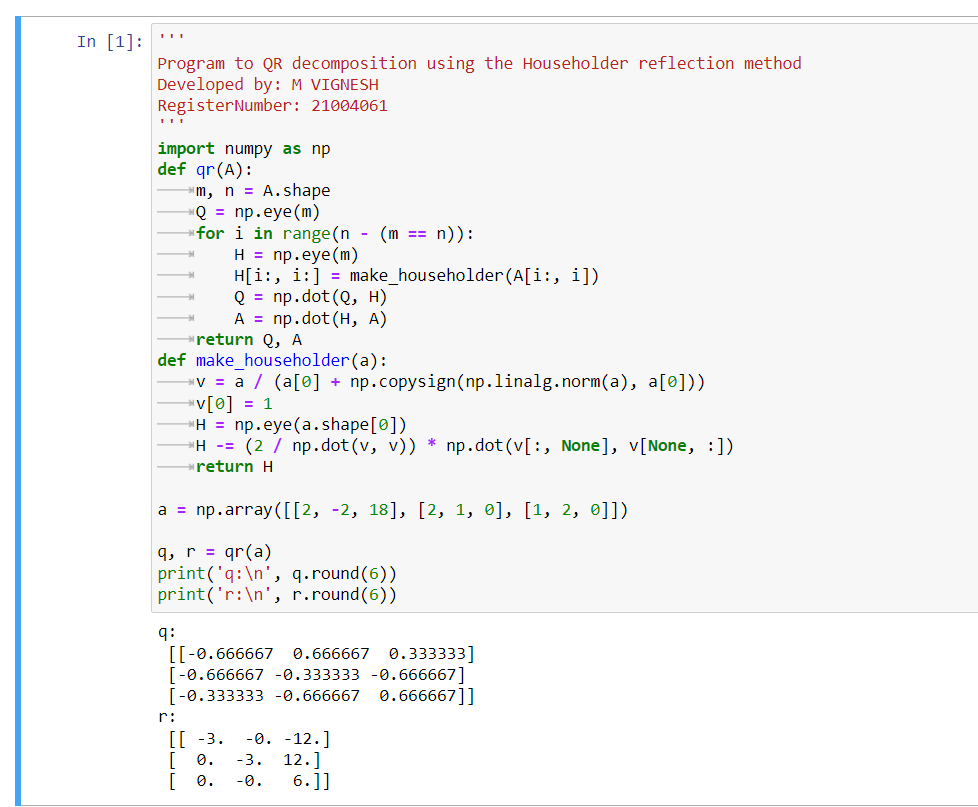 In [1]: '''
Program to QR decomposition using the Householder reflection method
Developed by: M VIGNESH
RegisterNumber: 21004061
'''
import numpy as np
def qr(A):
    m, n = A.shape
    Q = np.eye(m)
    for i in range(n - (m == n)):
        H = np.eye(m)
        H[i:, i:] = make_householder(A[i:, i])
        Q = np.dot(Q, H)
        A = np.dot(H, A)
    return Q, A
def make_householder(a):
    v = a / (a[0] + np.copysign(np.linalg.norm(a), a[0]))
    v[0] = 1
    H = np.eye(a.shape[0])
    H -= (2 / np.dot(v, v)) * np.dot(v[:, None], v[None, :])
    return H

a = np.array([[2, -2, 18], [2, 1, 0], [1, 2, 0]])

q, r = qr(a)
print('q:\n', q.round(6))
print('r:\n', r.round(6))
q:
 [[-0.666667  0.666667  0.333333]
 [-0.666667 -0.333333 -0.666667]
 [-0.333333 -0.666667  0.666667]]
r:
 [[ -3.  -0. -12.]
 [  0.  -3.  12.]
 [  0.  -0.   6.]]